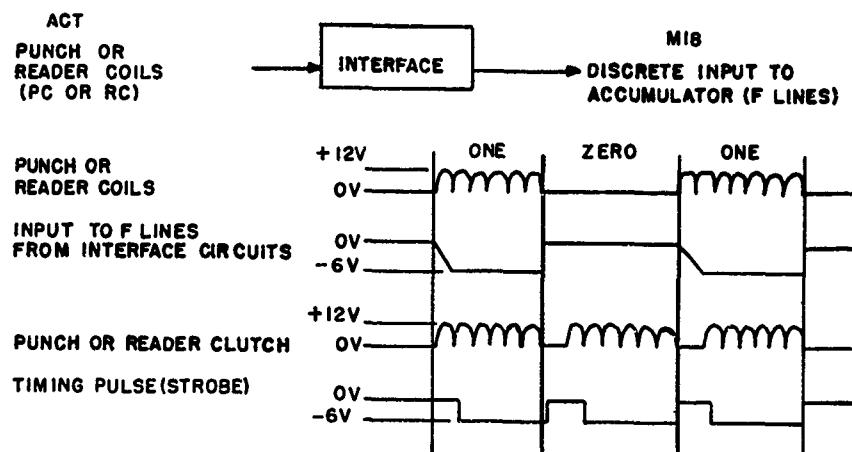 ACT
PUNCH OR
READER COILS
(PC OR RC)
INTERFACE
M18
DISCRETE INPUT TO
ACCUMULATOR (F LINES)
ONE ZERO ONE
PUNCH OR
READER COILS
+12V
0V
INPUT TO F LINES
FROM INTERFACE CIRCUITS
0V
-6V
PUNCH OR READER CLUTCH
+12V
0V
TIMING PULSE (STROBE)
0V
-6V